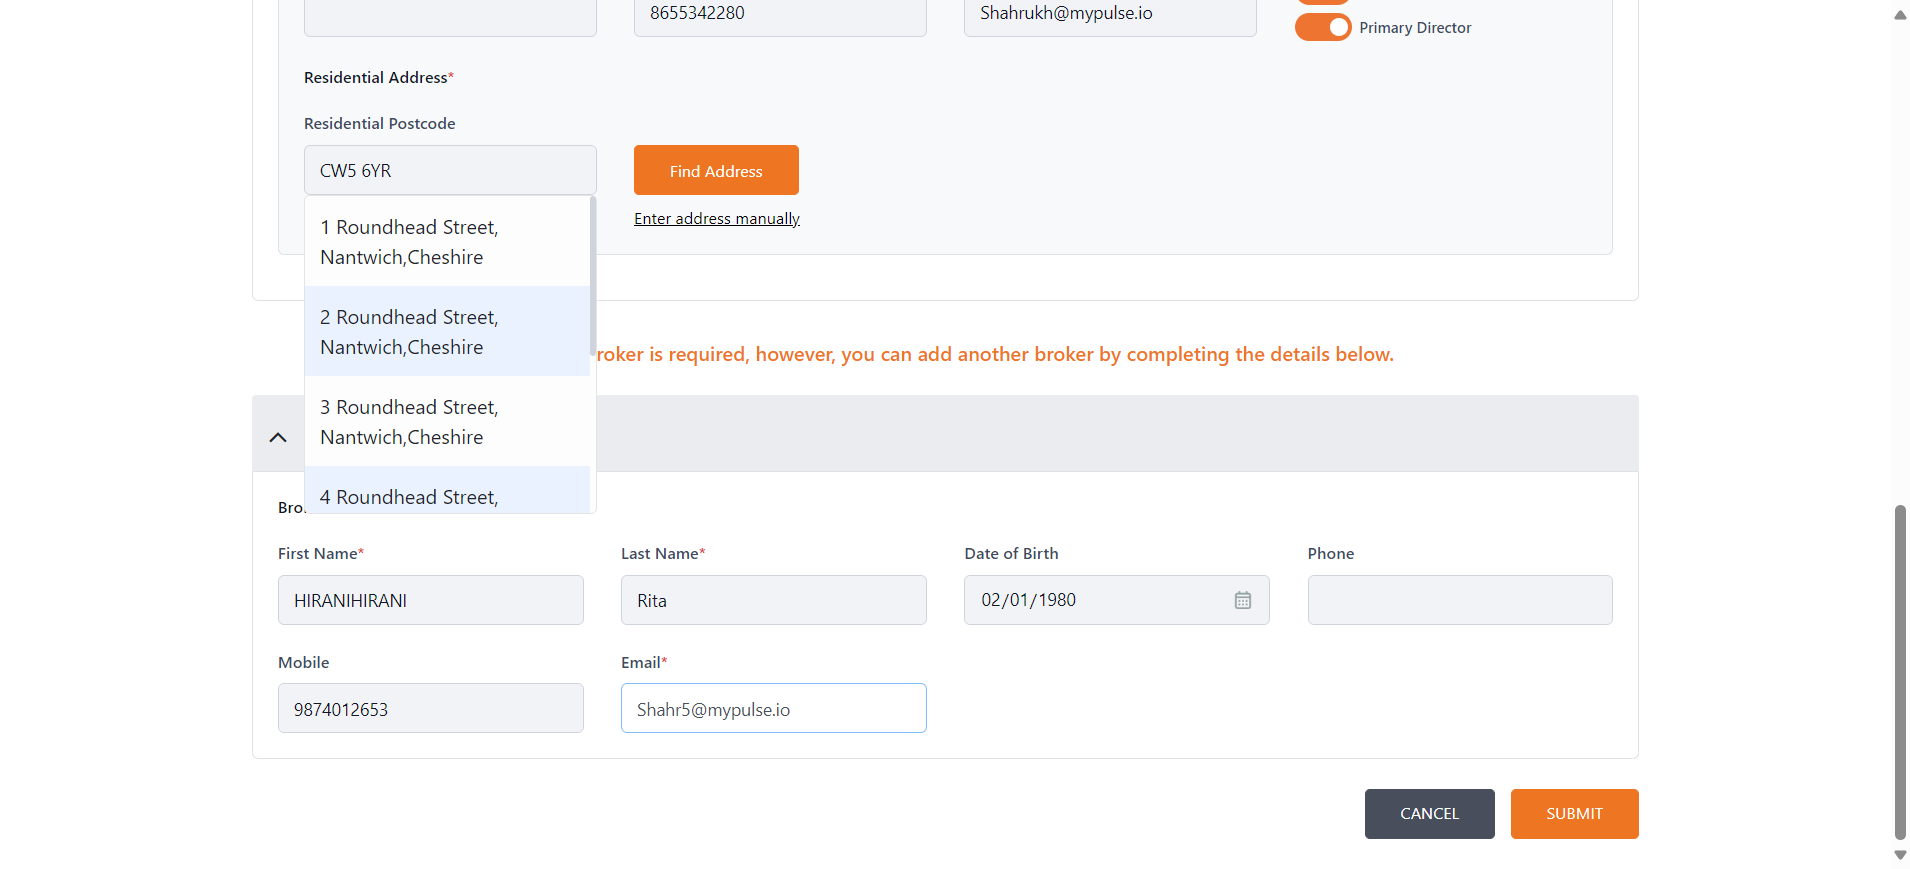 8655342280
Shahrukh@mypulse.io
Primary Director
Residential Address*
Residential Postcode
CW5 6YR
Find Address
Enter address manually
1 Roundhead Street,
Nantwich,Cheshire
2 Roundhead Street,
Nantwich,Cheshire
roker is required, however, you can add another broker by completing the details below.
3 Roundhead Street,
Nantwich,Cheshire
4 Roundhead Street,
Bro
First Name*
Last Name*
Date of Birth
Phone
HIRANIHIRANI
Rita
02/01/1980
Mobile
Email*
9874012653
Shahr5@mypulse.io
CANCEL
SUBMIT